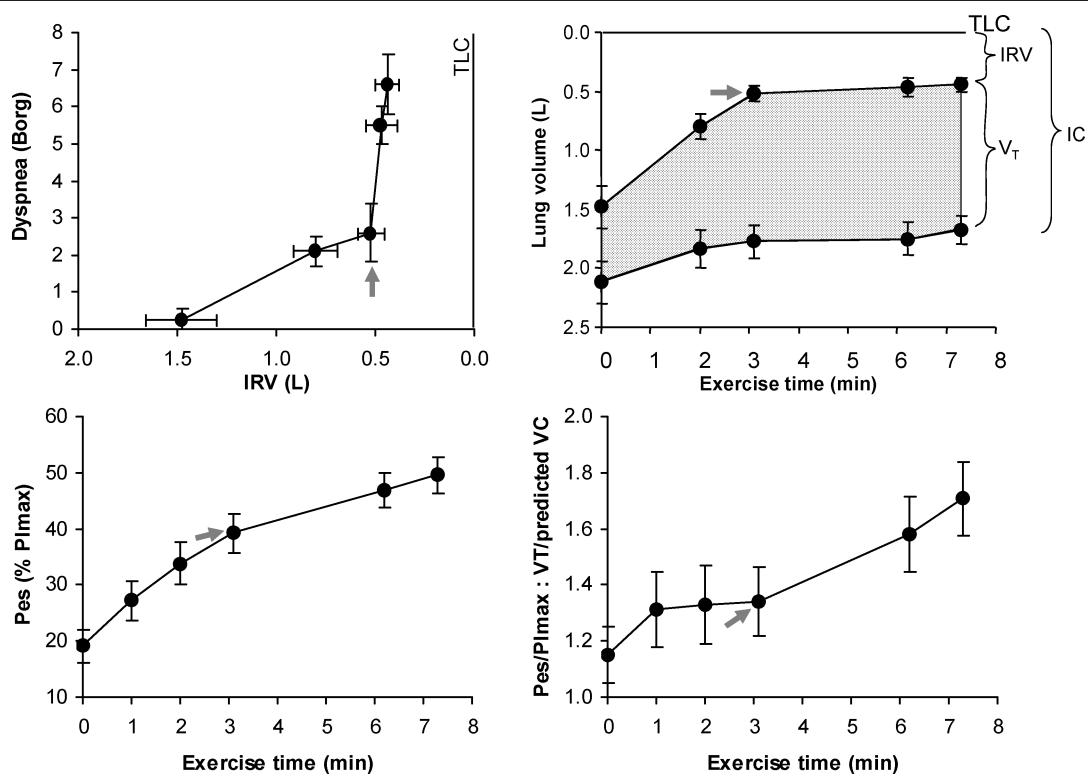 8
7
6
5
4
3
2
1
0
Dyspnea (Borg)
TLC
2.0 1.5 1.0 0.5 0.0
IRV (L)
TLC
0.0
0.5
1.0
1.5
2.0
2.5
Lung volume (L)
IRV
VT
IC
0 1 2 3 4 5 6 7 8
Exercise time (min)
60
50
40
30
20
10
Pes (% PImax)
0 1 2 3 4 5 6 7 8
Exercise time (min)
2.0
1.8
1.6
1.4
1.2
1.0
Pes/PImax : VT/predicted VC
0 1 2 3 4 5 6 7 8
Exercise time (min)